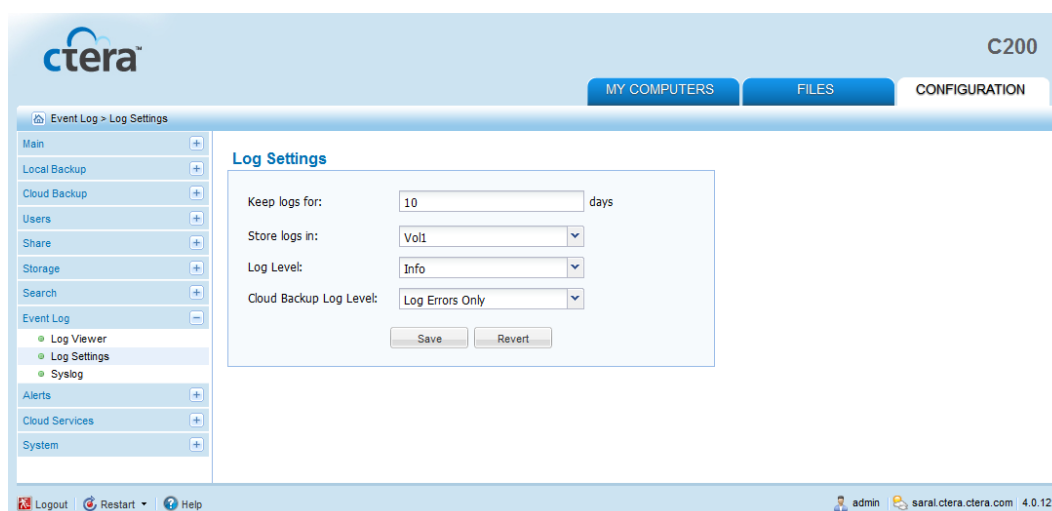 ctera™
C200
MY COMPUTERS
FILES
CONFIGURATION
Event Log > Log Settings
Main
Local Backup
Cloud Backup
Users
Share
Storage
Search
Event Log
Log Viewer
Log Settings
Syslog
Alerts
Cloud Services
System
Log Settings
Keep logs for: 10 days
Store logs in: Vol1
Log Level: Info
Cloud Backup Log Level: Log Errors Only
Save Revert
Logout Restart Help admin saral.ctera.ctera.com 4.0.12